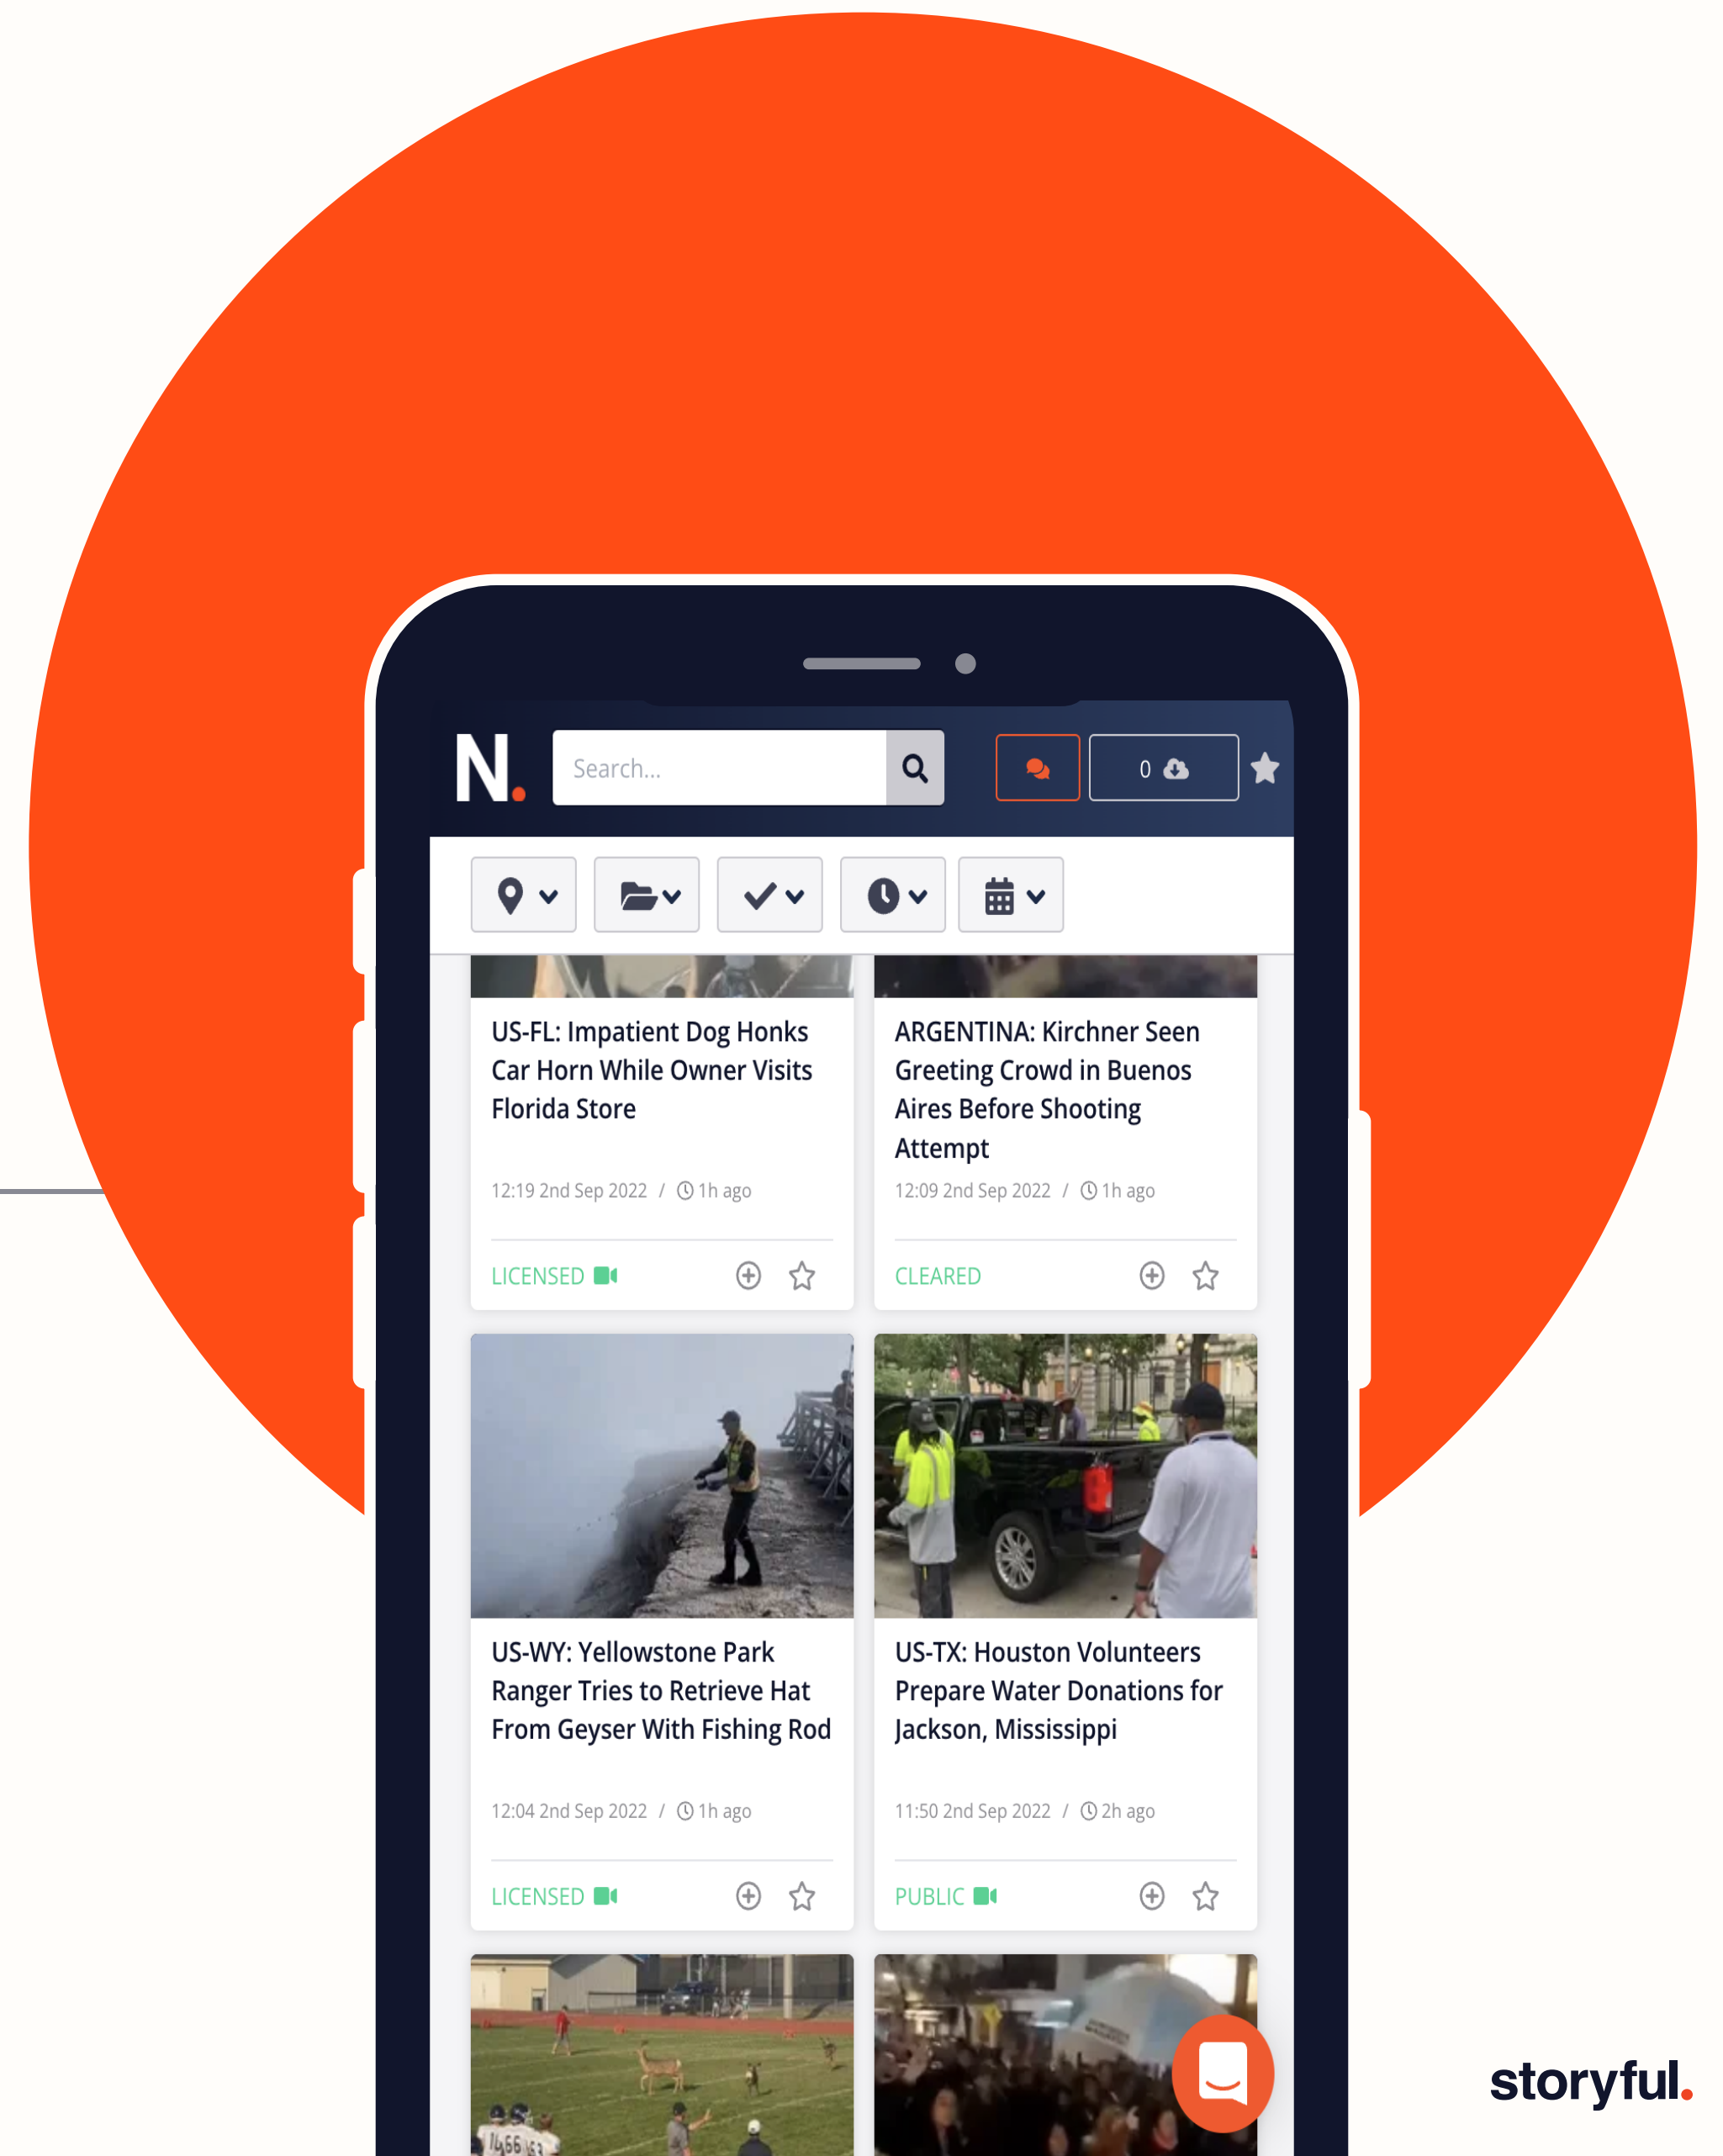 N.
Search...
0
US-FL: Impatient Dog Honks
Car Horn While Owner Visits
Florida Store
12:19 2nd Sep 2022 / 1h ago
LICENSED
ARGENTINA: Kirchner Seen
Greeting Crowd in Buenos
Aires Before Shooting
Attempt
12:09 2nd Sep 2022 / 1h ago
CLEARED
US-WY: Yellowstone Park
Ranger Tries to Retrieve Hat
From Geyser With Fishing Rod
12:04 2nd Sep 2022 / 1h ago
LICENSED
US-TX: Houston Volunteers
Prepare Water Donations for
Jackson, Mississippi
11:50 2nd Sep 2022 / 2h ago
PUBLIC
66
storyful.